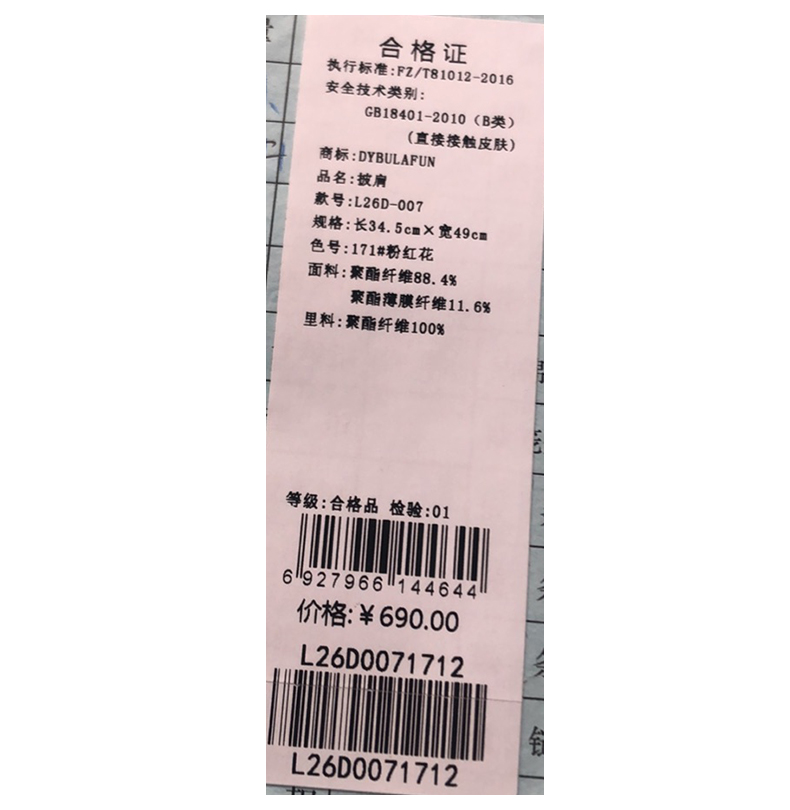 合格证
执行标准:FZ/T81012-2016
安全技术类别:
GB18401-2010（B类）
(直接接触皮肤)
商标:DYBULAFUN
品名:披肩
款号:L26D-007
规格:长34.5cm×宽49cm
色号:171#粉红花
面料:聚酯纤维88.4%
聚酯薄膜纤维11.6%
里料:聚酯纤维100%
等级:合格品 检验:01
6 927966 144644
价格:￥690.00
L26D0071712
L26D0071712